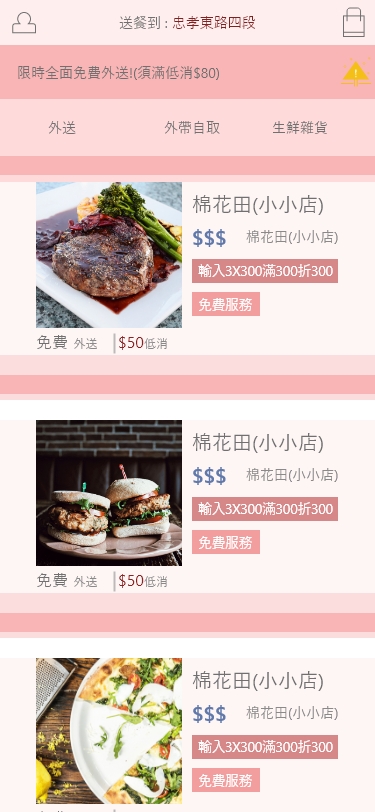 送餐到 : 忠孝東路四段
限時全面免費外送!(須滿低消$80)
外送 外帶自取 生鮮雜貨
棉花田(小小店)
$$$ 棉花田(小小店)
輸入3X300滿300折300
免費服務
免費 外送 |$50低消
棉花田(小小店)
$$$ 棉花田(小小店)
輸入3X300滿300折300
免費服務
免費 外送 |$50低消
棉花田(小小店)
$$$ 棉花田(小小店)
輸入3X300滿300折300
免費服務